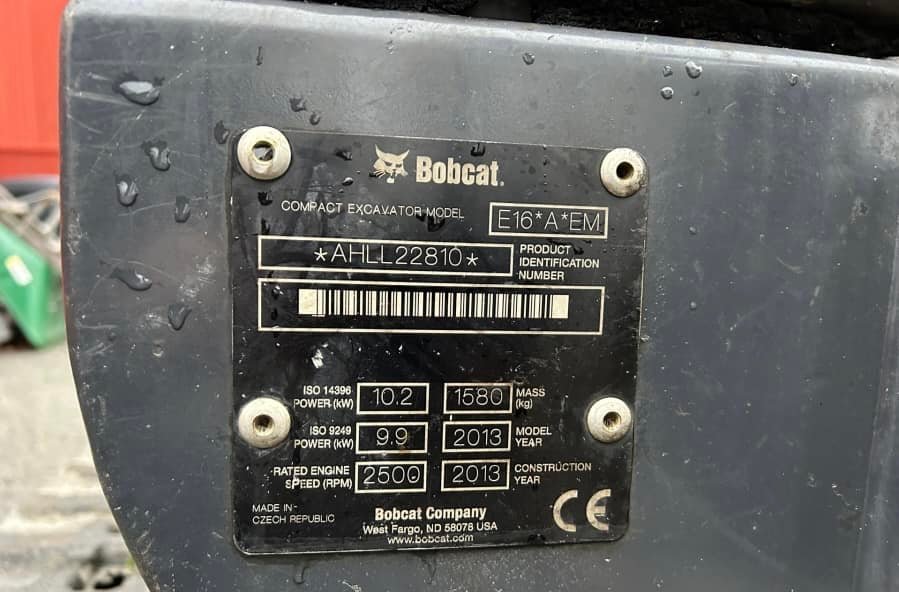 Bobcat.
COMPACT EXCAVATOR MODEL E16*A*EM
*AHLL22810* PRODUCT IDENTIFICATION NUMBER
ISO 14396 POWER (kW) 10.2 1580 MASS (kg)
ISO 9249 POWER (kW) 9.9 2013 MODEL YEAR
RATED ENGINE SPEED (RPM) 2500 2013 CONSTRUCTION YEAR
MADE IN CZECH REPUBLIC
Bobcat Company
West Fargo, ND 58078 USA
www.bobcat.com
CE